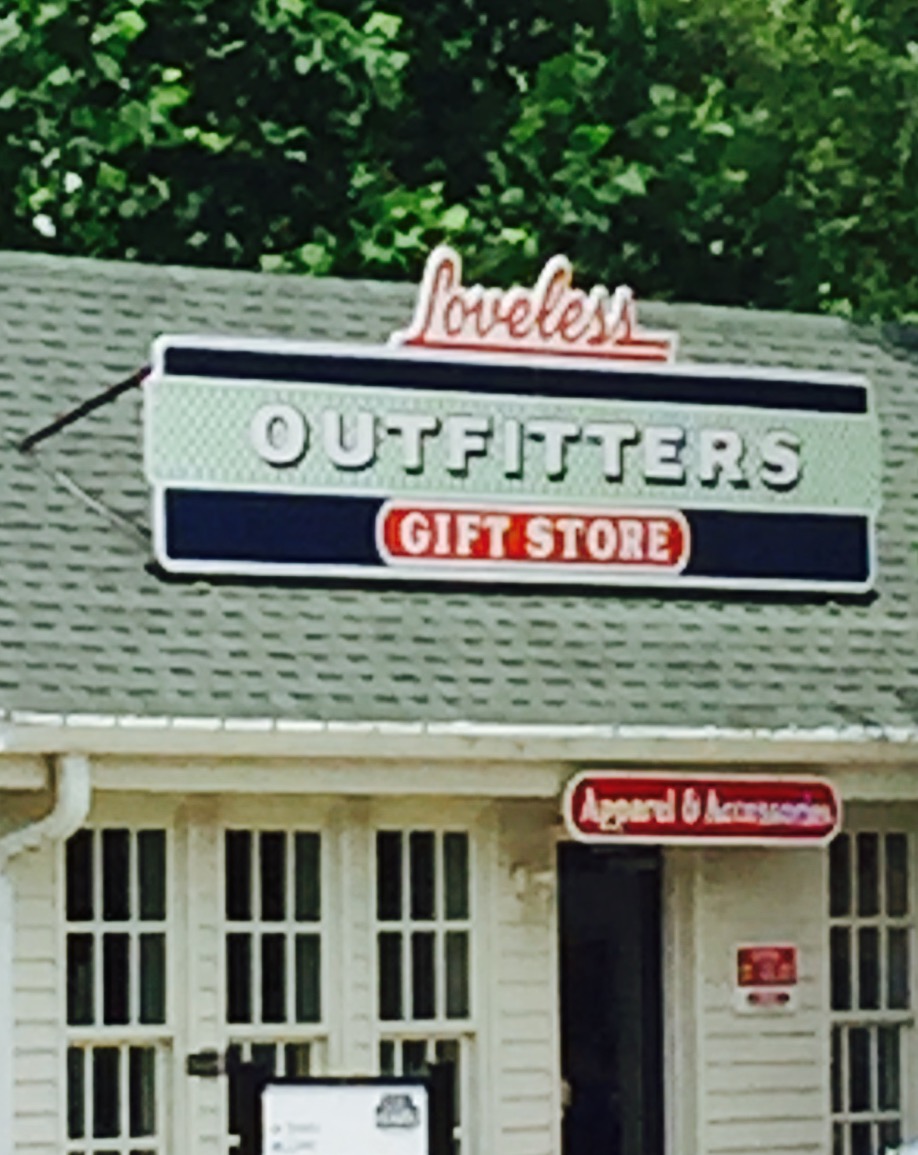 Loveless
OUTFITTERS
GIFT STORE
Apparel & Accessories